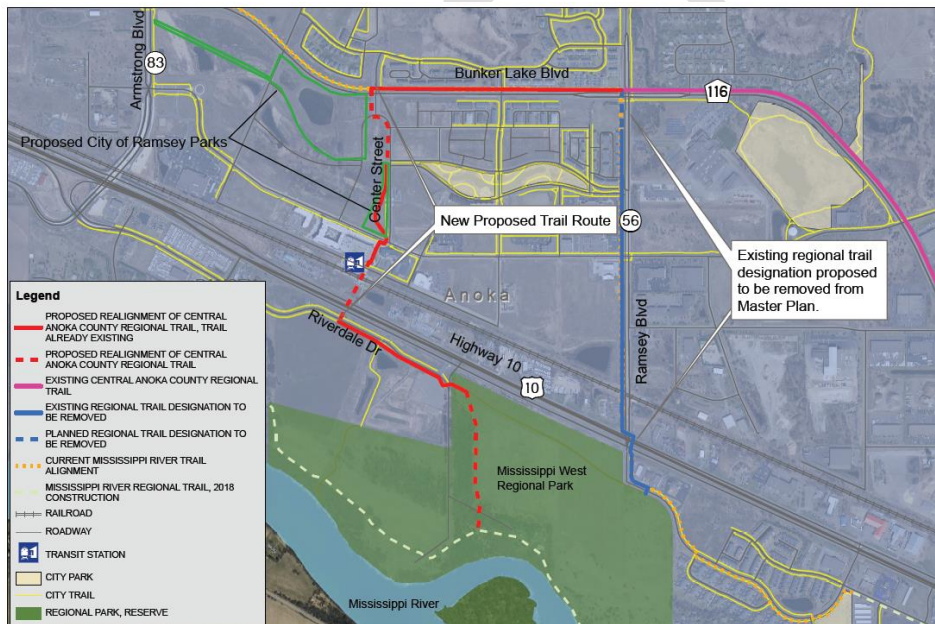 Armstrong Blvd
83
Bunker Lake Blvd
116
Proposed City of Ramsey Parks
Center Street
New Proposed Trail Route
56
Existing regional trail
designation proposed
to be removed from
Master Plan.
Anoka
Ramsey Blvd
Riverdale Dr
Highway 10
10
Mississippi West
Regional Park
Mississippi River
Legend
PROPOSED REALIGNMENT OF CENTRAL
ANOKA COUNTY REGIONAL TRAIL, TRAIL
ALREADY EXISTING
PROPOSED REALIGNMENT OF CENTRAL
ANOKA COUNTY REGIONAL TRAIL
EXISTING CENTRAL ANOKA COUNTY REGIONAL
TRAIL
EXISTING REGIONAL TRAIL DESIGNATION TO
BE REMOVED
PLANNED REGIONAL TRAIL DESIGNATION TO
BE REMOVED
CURRENT MISSISSIPPI RIVER TRAIL
ALIGNMENT
MISSISSIPPI RIVER REGIONAL TRAIL, 2018
CONSTRUCTION
RAILROAD
ROADWAY
TRANSIT STATION
CITY PARK
CITY TRAIL
REGIONAL PARK, RESERVE